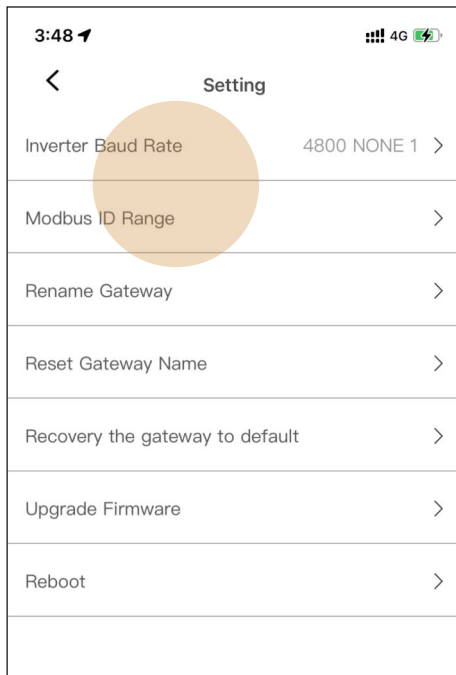 3:48 4G
Setting
Inverter Baud Rate 4800 NONE 1
Modbus ID Range
Rename Gateway
Reset Gateway Name
Recovery the gateway to default
Upgrade Firmware
Reboot